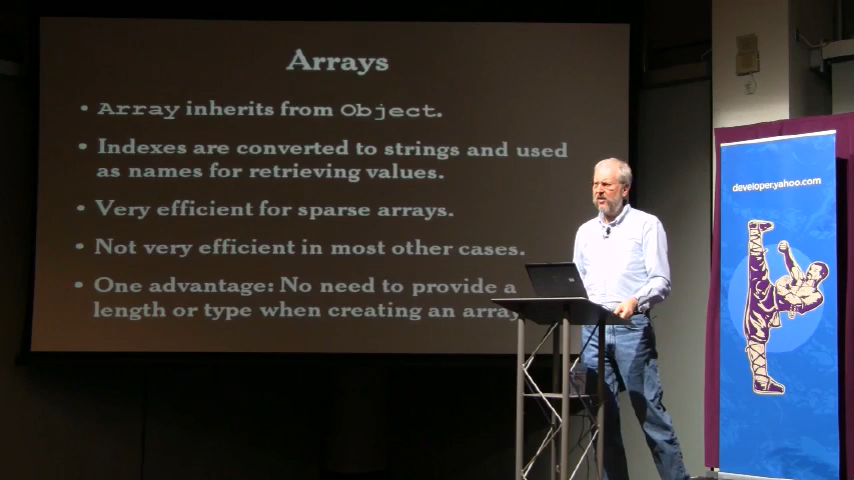 Arrays
• Array inherits from Object.
• Indexes are converted to strings and used
as names for retrieving values.
• Very efficient for sparse arrays.
• Not very efficient in most other cases.
• One advantage: No need to provide a
length or type when creating an array
developer.yahoo.com